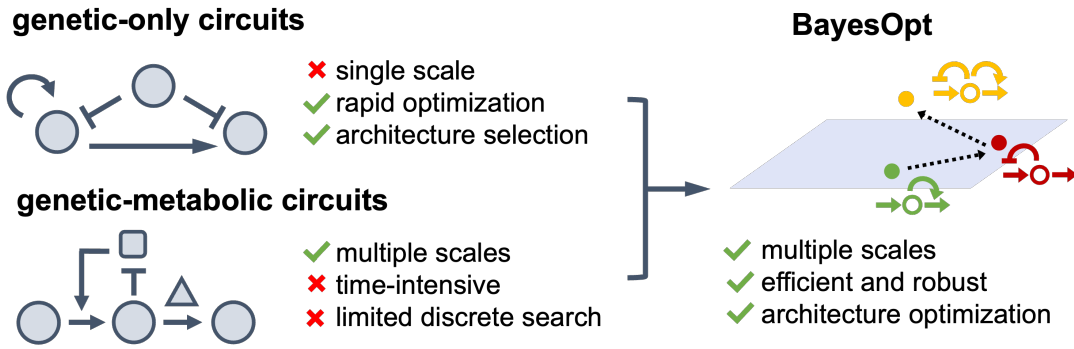 genetic-only circuits
single scale
rapid optimization
architecture selection
genetic-metabolic circuits
multiple scales
time-intensive
limited discrete search
BayesOpt
multiple scales
efficient and robust
architecture optimization